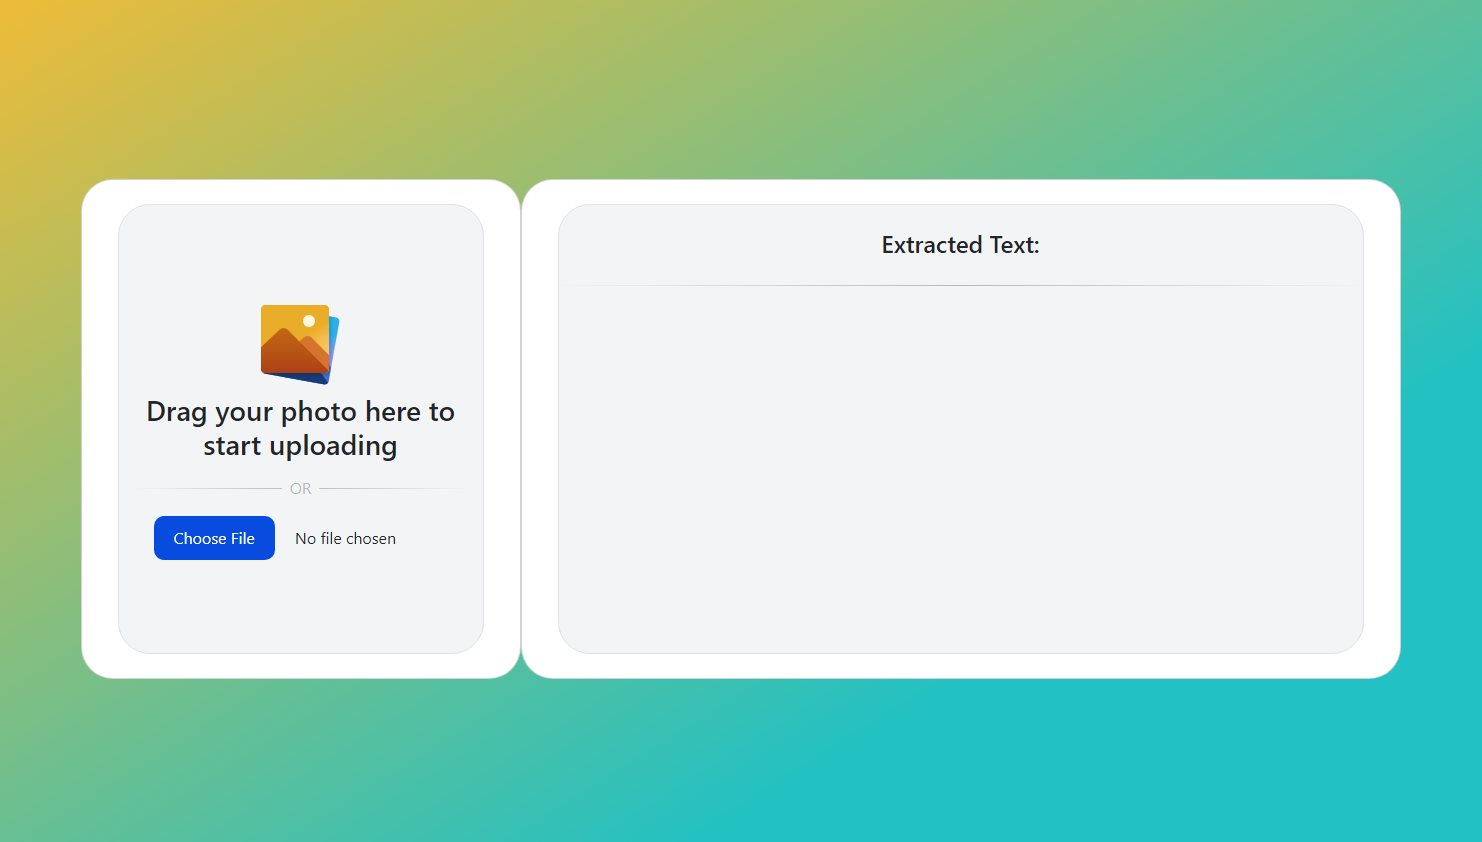 Drag your photo here to
start uploading
OR
Choose File No file chosen
Extracted Text: